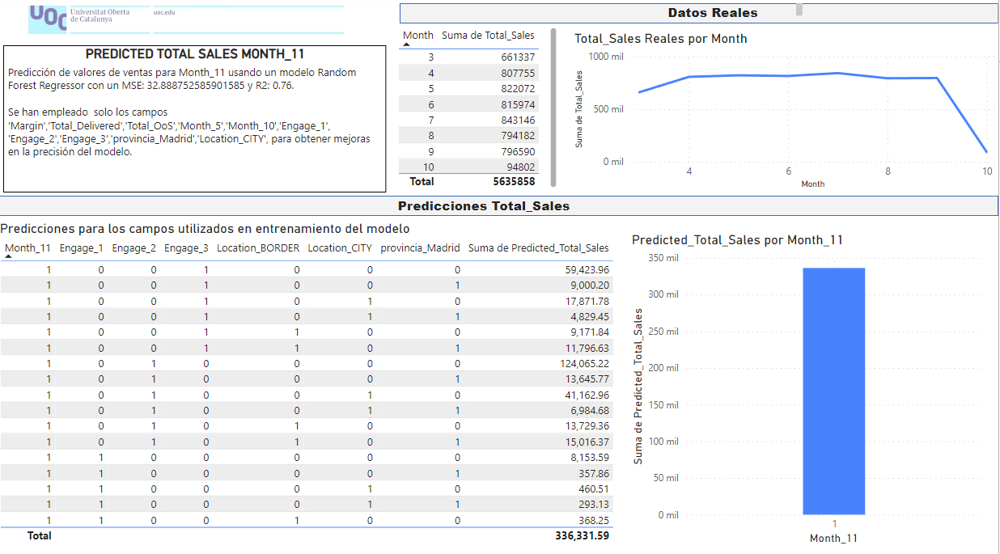 UOC
Universitat Oberta
de Catalunya
uoc.edu
PREDICTED TOTAL SALES MONTH_11
Predicción de valores de ventas para Month_11 usando un modelo Random
Forest Regressor con un MSE: 32.888752585901585 y R2: 0.76.
Se han empleado solo los campos
'Margin','Total_Delivered','Total_OoS','Month_5','Month_10','Engage_1',
'Engage_2','Engage_3','provincia_Madrid','Location_CITY', para obtener mejoras
en la precisión del modelo.
Datos Reales
Month Suma de Total_Sales
3 661337
4 807755
5 822072
6 815974
7 843146
8 794182
9 796590
10 94802
Total 5635858
Total_Sales Reales por Month
Suma de Total_Sales
1000 mil
500 mil
0 mil
4 6 8 10
Month
Predicciones Total_Sales
Predicciones para los campos utilizados en entrenamiento del modelo
Month_11 Engage_1 Engage_2 Engage_3 Location_BORDER Location_CITY provincia_Madrid Suma de Predicted_Total_Sales
1 0 0 1 0 0 0 59,423.96
1 0 0 1 0 0 1 9,000.20
1 0 0 1 0 1 0 17,871.78
1 0 0 1 0 1 1 4,829.45
1 0 0 1 1 0 0 9,171.84
1 0 0 1 1 0 1 11,796.63
1 0 1 0 0 0 0 124,065.22
1 0 1 0 0 0 1 13,645.77
1 0 1 0 0 1 0 41,162.96
1 0 1 0 0 1 1 6,984.68
1 0 1 0 1 0 0 13,729.36
1 0 1 0 1 0 1 15,016.37
1 1 0 0 0 0 0 8,153.59
1 1 0 0 0 0 1 357.86
1 1 0 0 0 1 0 460.51
1 1 0 0 0 1 1 293.13
1 1 0 0 1 0 0 368.25
Total 336,331.59
Predicted_Total_Sales por Month_11
Suma de Predicted_Total_Sales
350 mil
300 mil
250 mil
200 mil
150 mil
100 mil
50 mil
0 mil
1
Month_11